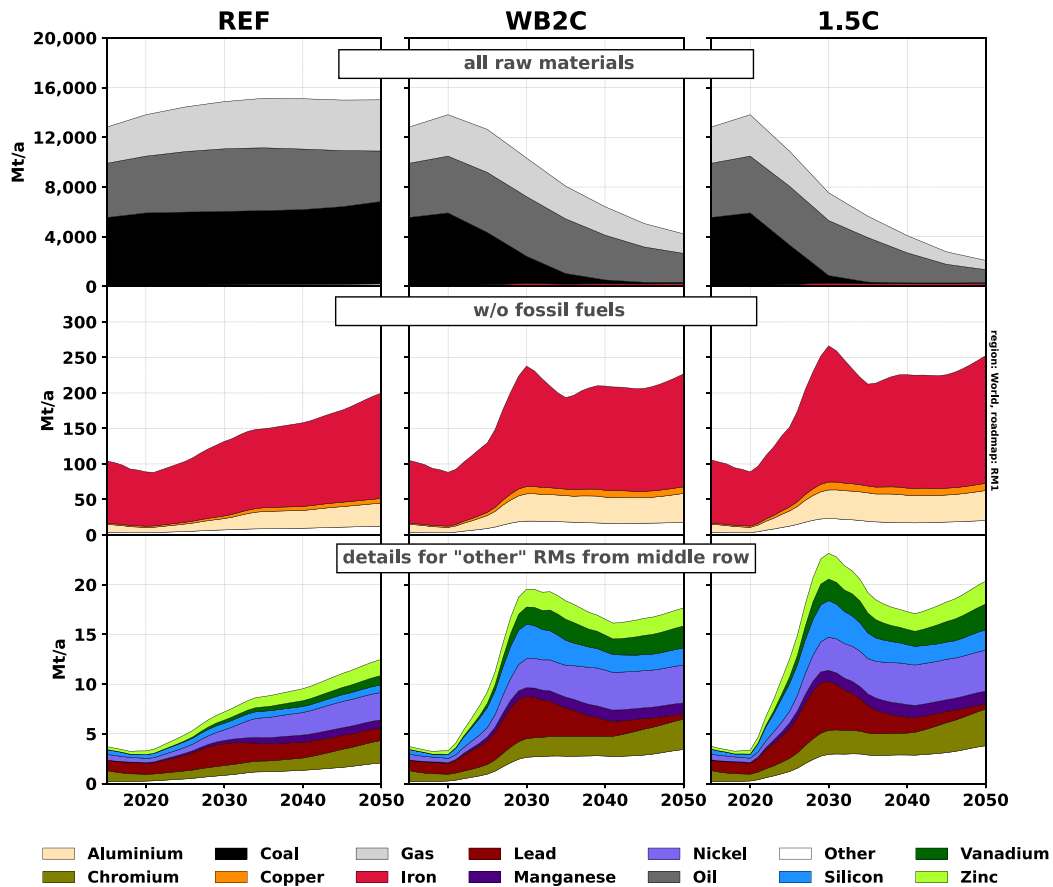 REF WB2C 1.5C
20,000
16,000
12,000
8,000
4,000
0
Mt/a
all raw materials
300
250
200
150
100
50
0
Mt/a
w/o fossil fuels
region: World, roadmap: RM1
20
15
10
5
0
Mt/a
details for "other" RMs from middle row
2020 2030 2040 2050 2020 2030 2040 2050 2020 2030 2040 2050
Aluminium Coal Gas Lead Nickel Other Vanadium
Chromium Copper Iron Manganese Oil Silicon Zinc